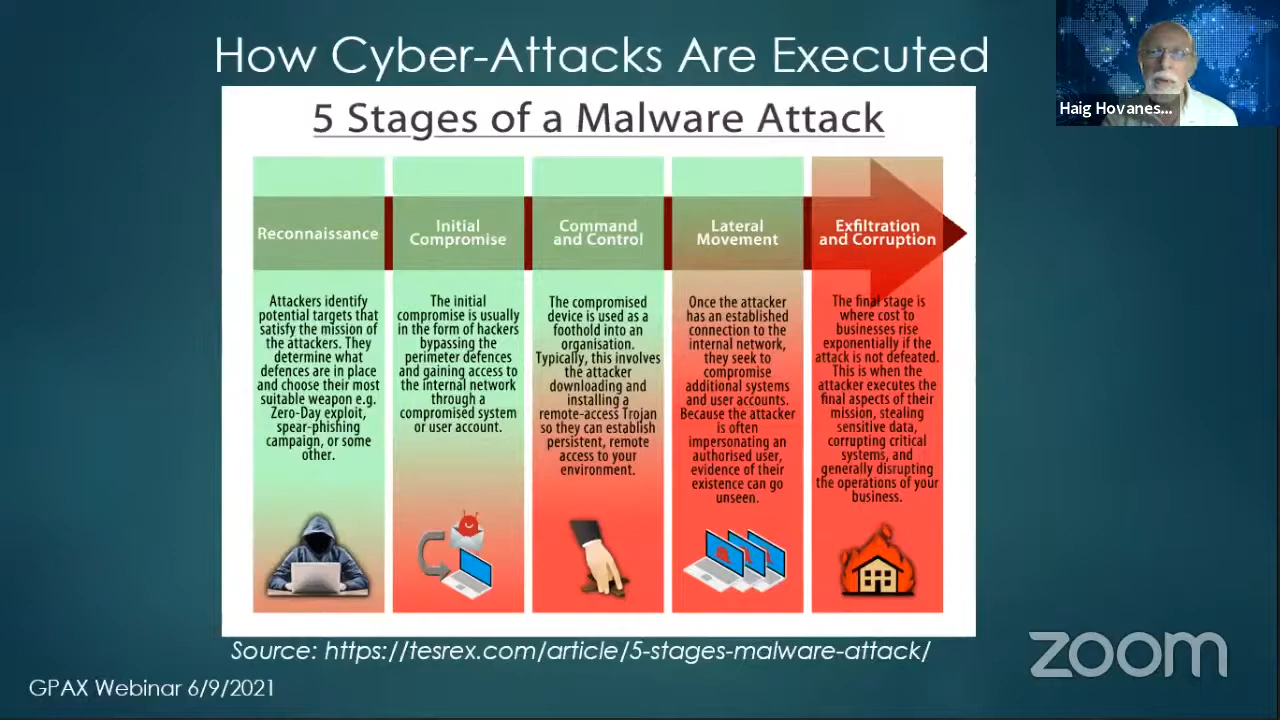 How Cyber-Attacks Are Executed
Haig Hovanes...
5 Stages of a Malware Attack
Reconnaissance
Attackers identify
potential targets that
satisfy the mission of
the attackers. They
determine what
defences are in place
and choose their most
suitable weapon e.g.
Zero-Day exploit,
spear-phishing
campaign, or some
other.
Initial
Compromise
The initial
compromise is usually
in the form of hackers
bypassing the
perimeter defences
and gaining access to
the internal network
through a
compromised system
or user account.
Command
and Control
The compromised
device is used as a
foothold into an
organisation.
Typically, this involves
the attacker
downloading and
installing a
remote-access Trojan
so they can establish
persistent, remote
access to your
environment.
Lateral
Movement
Once the attacker
has an established
connection to the
internal network,
they seek to
compromise
additional systems
and user accounts.
Because the attacker
is often
impersonating an
authorised user,
evidence of their
existence can go
unseen.
Exfiltration
and Corruption
The final stage is
where cost to
businesses rise
exponentially if the
attack is not defeated.
This is when the
attacker executes the
final aspects of their
mission, stealing
sensitive data,
corrupting critical
systems, and
generally disrupting
the operations of your
business.
Source: https://tesrex.com/article/5-stages-malware-attack/
GPAX Webinar 6/9/2021
zoom